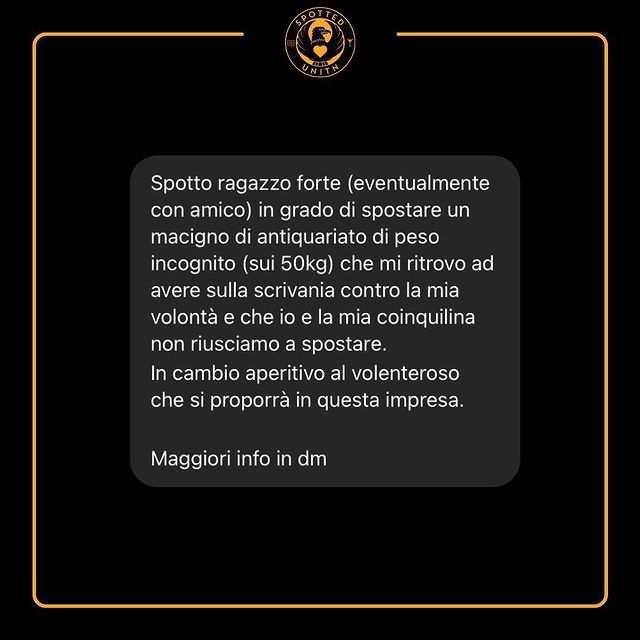 SPOTTED
UNITN
Spotto ragazzo forte (eventualmente
con amico) in grado di spostare un
macigno di antiquariato di peso
incognito (sui 50kg) che mi ritrovo ad
avere sulla scrivania contro la mia
volontà e che io e la mia coinquilina
non riusciamo a spostare.
In cambio aperitivo al volenteroso
che si proporrà in questa impresa.
Maggiori info in dm